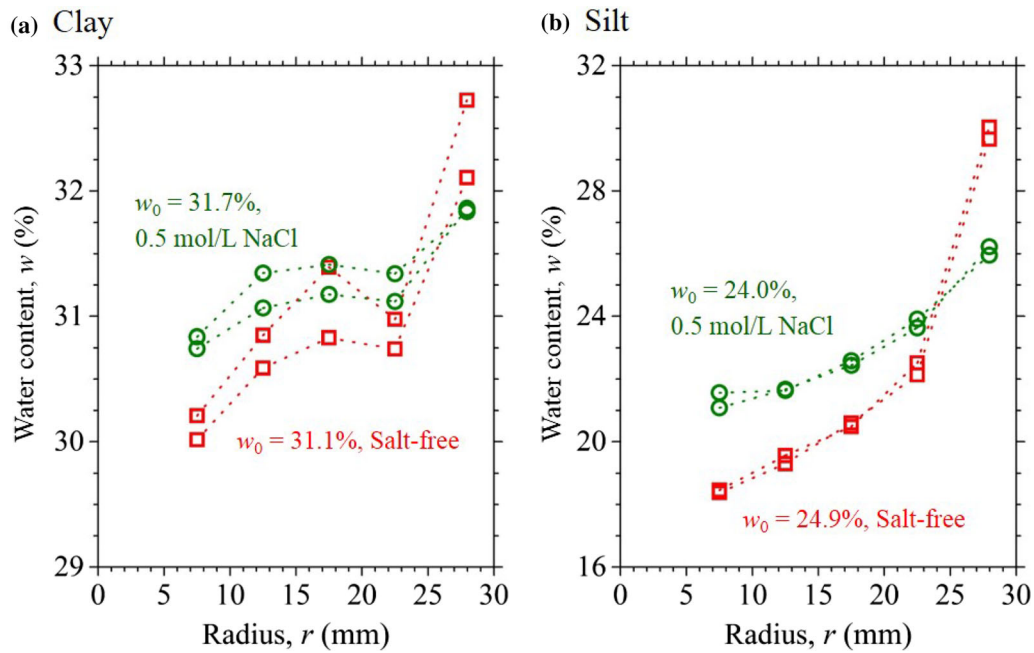 (a) Clay
33
32
31
30
29
0 5 10 15 20 25 30
Water content, w (%)
Radius, r (mm)
w₀ = 31.7%,
0.5 mol/L NaCl
w₀ = 31.1%, Salt-free
(b) Silt
32
28
24
20
16
0 5 10 15 20 25 30
Water content, w (%)
Radius, r (mm)
w₀ = 24.0%,
0.5 mol/L NaCl
w₀ = 24.9%, Salt-free